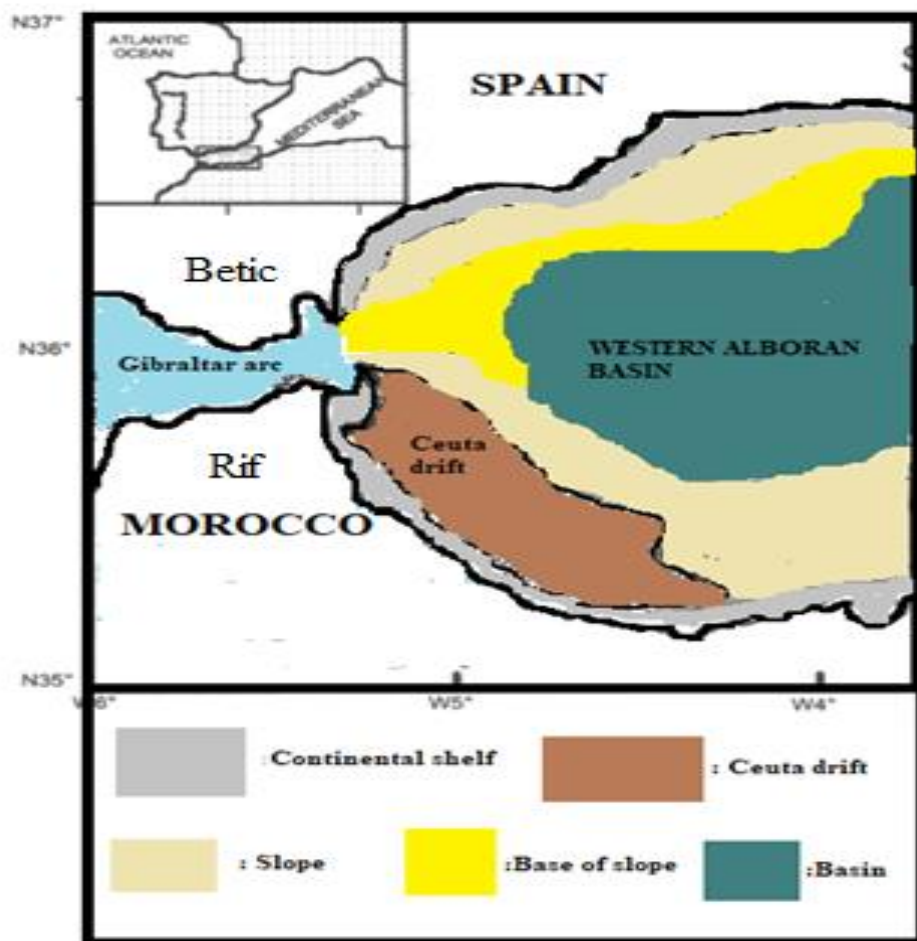 N37°
ATLANTIC
OCEAN
MEDITERRANEAN
SEA
SPAIN
S
Betic
N36°
Gibraltar arc
WESTERN ALBORAN
BASIN
Ceuta
drift
Rif
MOROCCO
N35°
W6°
W5°
W4°
:Continental shelf
: Ceuta drift
: Slope
:Base of slope
:Basin